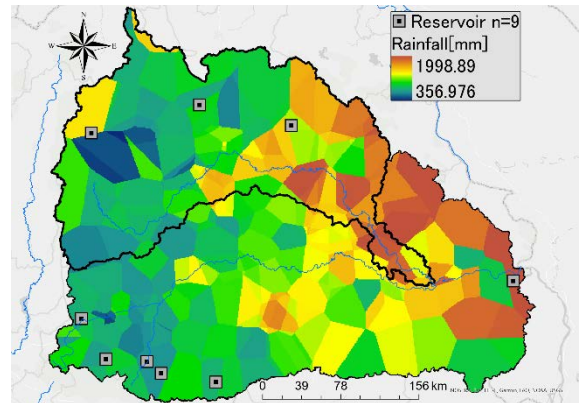 N
W E
S
Reservoir n=9
Rainfall[mm]
1998.89
356.976
0 39 78 156 km